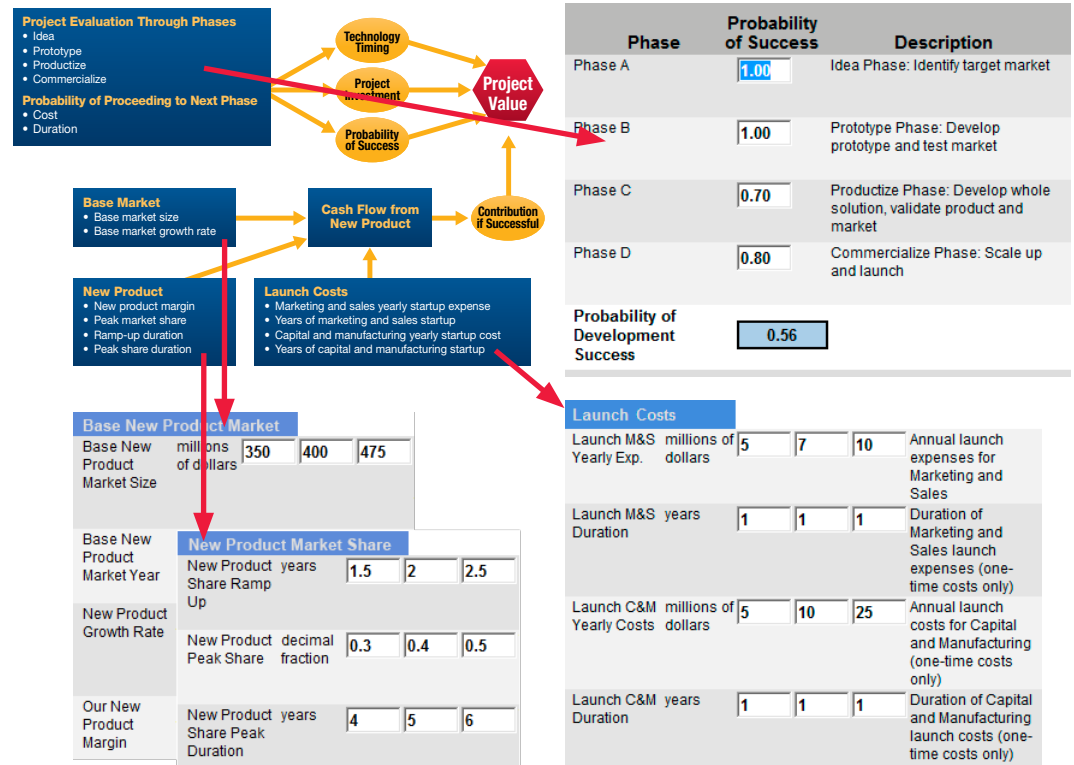 Project Evaluation Through Phases
• Idea
• Prototype
• Productize
• Commercialize
Probability of Proceeding to Next Phase
• Cost
• Duration
Technology
Timing
Project
Investment
Probability
of Success
Project
Value
Base Market
• Base market size
• Base market growth rate
Cash Flow from
New Product
Contribution
if Successful
New Product
• New product margin
• Peak market share
• Ramp-up duration
• Peak share duration
Launch Costs
• Marketing and sales yearly startup expense
• Years of marketing and sales startup
• Capital and manufacturing yearly startup cost
• Years of capital and manufacturing startup
Phase
Probability
of Success
Description
Phase A
1.00
Idea Phase: Identify target market
Phase B
1.00
Prototype Phase: Develop
prototype and test market
Phase C
0.70
Productize Phase: Develop whole
solution, validate product and
market
Phase D
0.80
Commercialize Phase: Scale up
and launch
Probability of
Development
Success
0.56
Base New Product Market
Base New
Product
Market Size
millions
of dollars
350 400 475
Base New
Product
Market Year
New Product
Growth Rate
Our New
Product
Margin
New Product Market Share
New Product
Share Ramp
Up
years
1.5 2 2.5
New Product
Peak Share
decimal
fraction
0.3 0.4 0.5
New Product
Share Peak
Duration
years
4 5 6
Launch Costs
Launch M&S
Yearly Exp.
millions of
dollars
5 7 10
Annual launch
expenses for
Marketing and
Sales
Launch M&S
Duration
years
1 1 1
Duration of
Marketing and
Sales launch
expenses (one-
time costs only)
Launch C&M
Yearly Costs
millions of
dollars
5 10 25
Annual launch
costs for Capital
and Manufacturing
(one-time costs
only)
Launch C&M
Duration
years
1 1 1
Duration of Capital
and Manufacturing
launch costs (one-
time costs only)